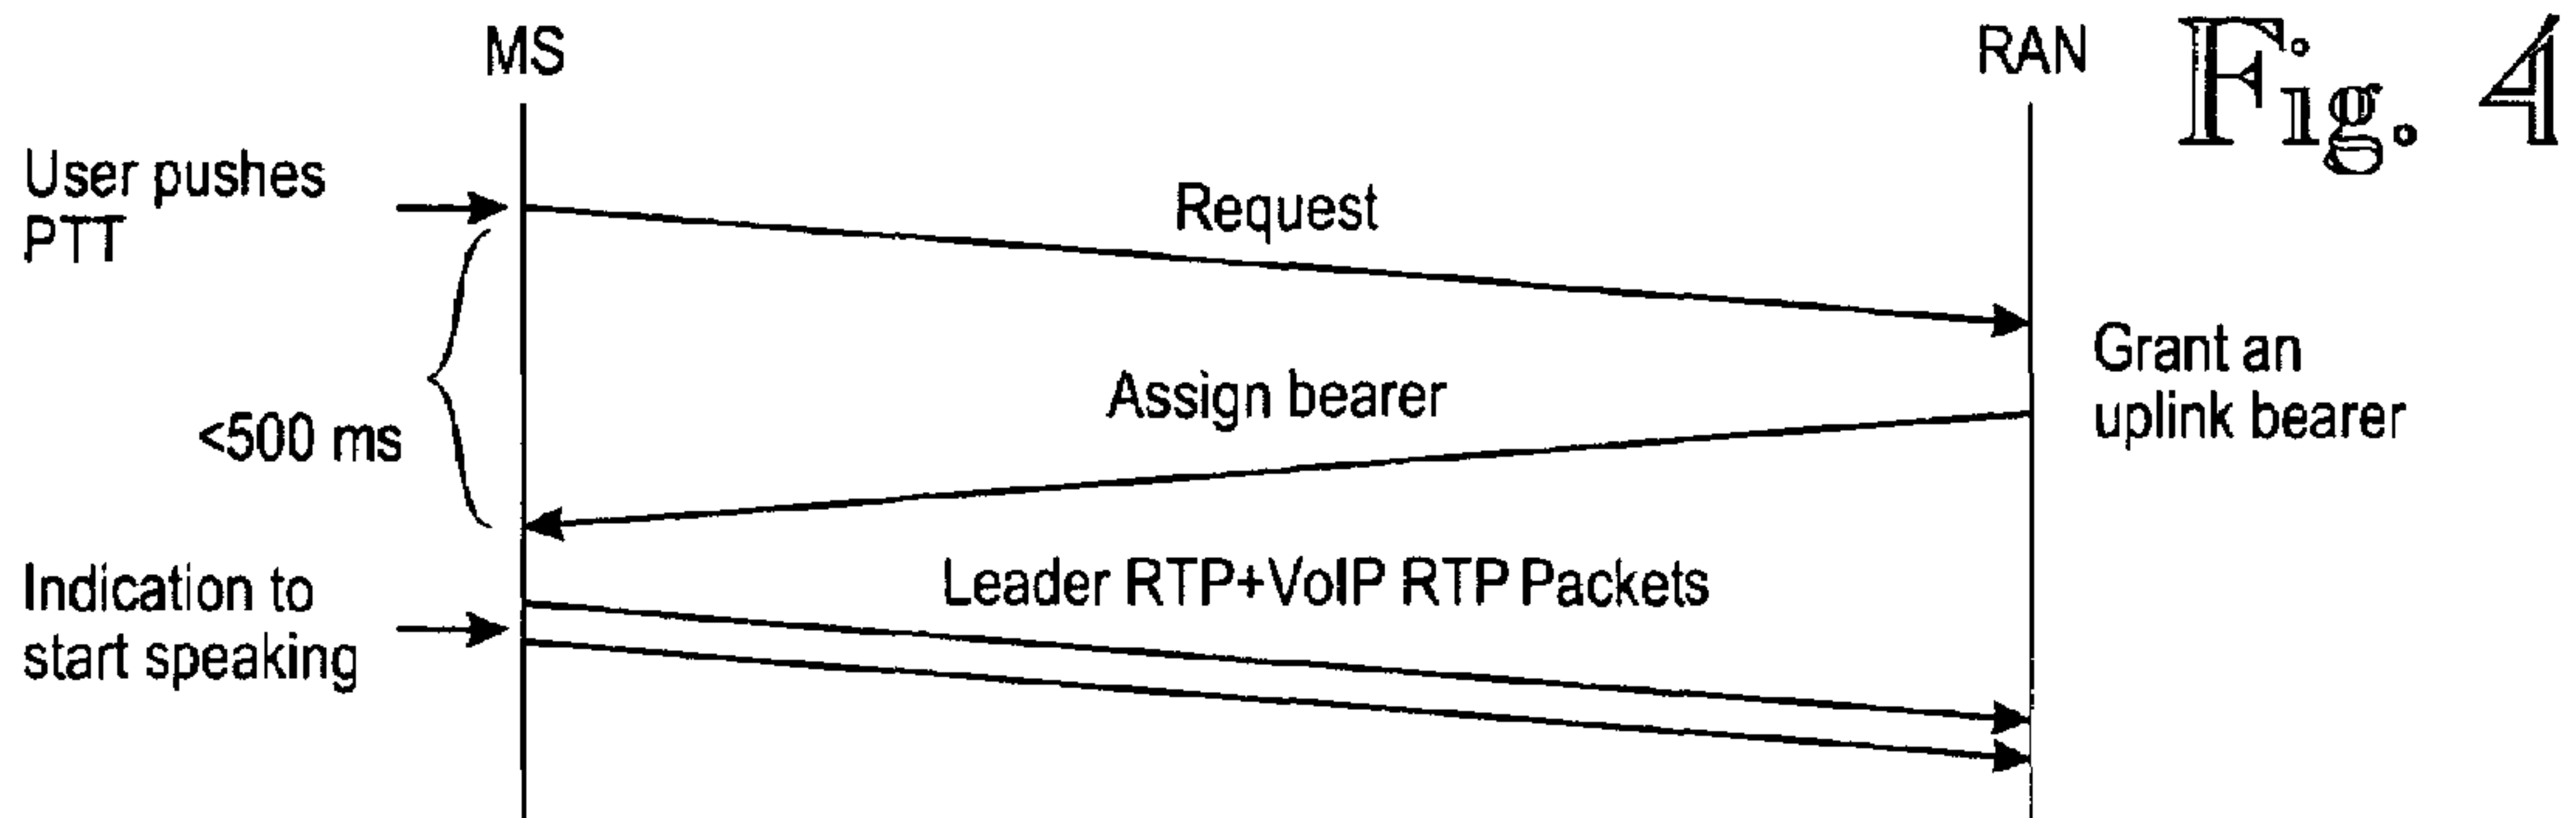 MS
RAN
Fig. 4
User pushes
PTT
Request
Grant an
uplink bearer
Assign bearer
<500 ms
Leader RTP+VoIP RTP Packets
Indication to
start speaking